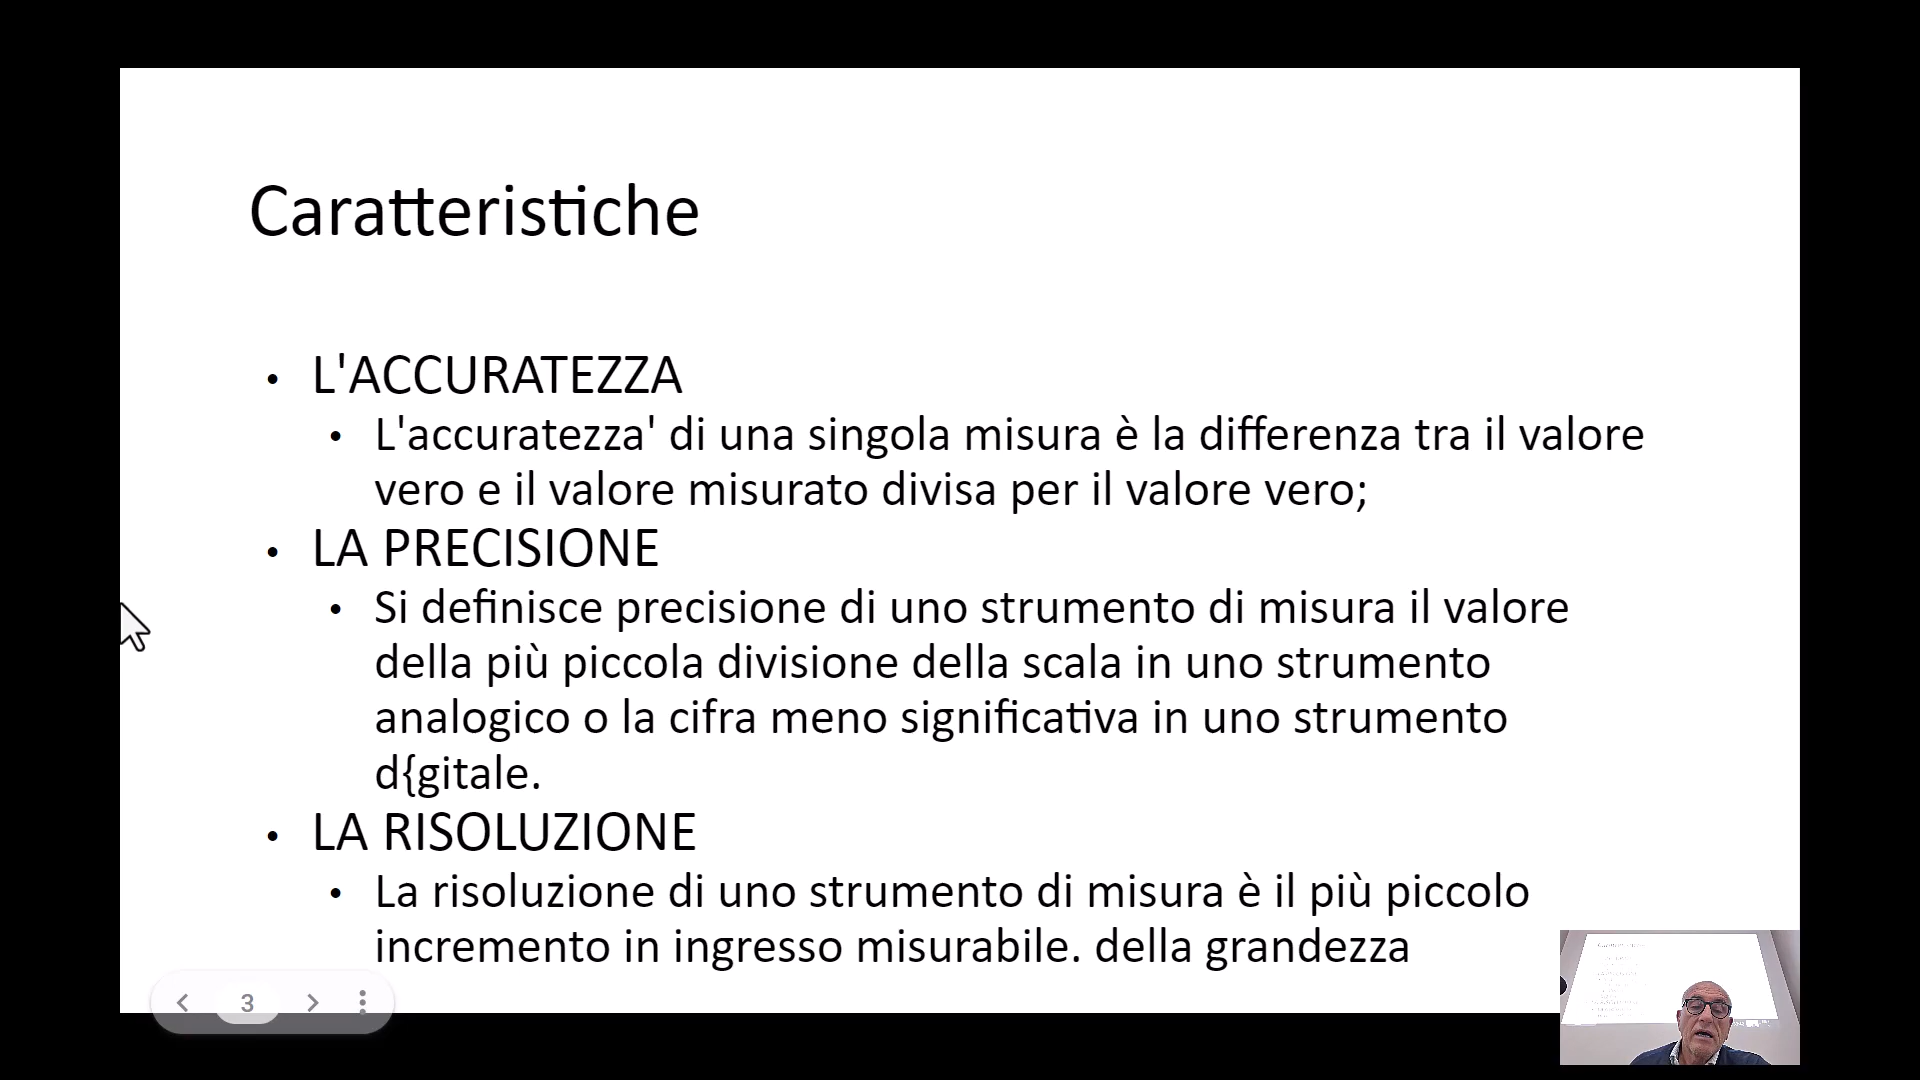 Caratteristiche
• L'ACCURATEZZA
• L'accuratezza' di una singola misura è la differenza tra il valore
vero e il valore misurato divisa per il valore vero;
• LA PRECISIONE
• Si definisce precisione di uno strumento di misura il valore
della più piccola divisione della scala in uno strumento
analogico o la cifra meno significativa in uno strumento
d{gitale.
• LA RISOLUZIONE
• La risoluzione di uno strumento di misura è il più piccolo
incremento in ingresso misurabile. della grandezza
3